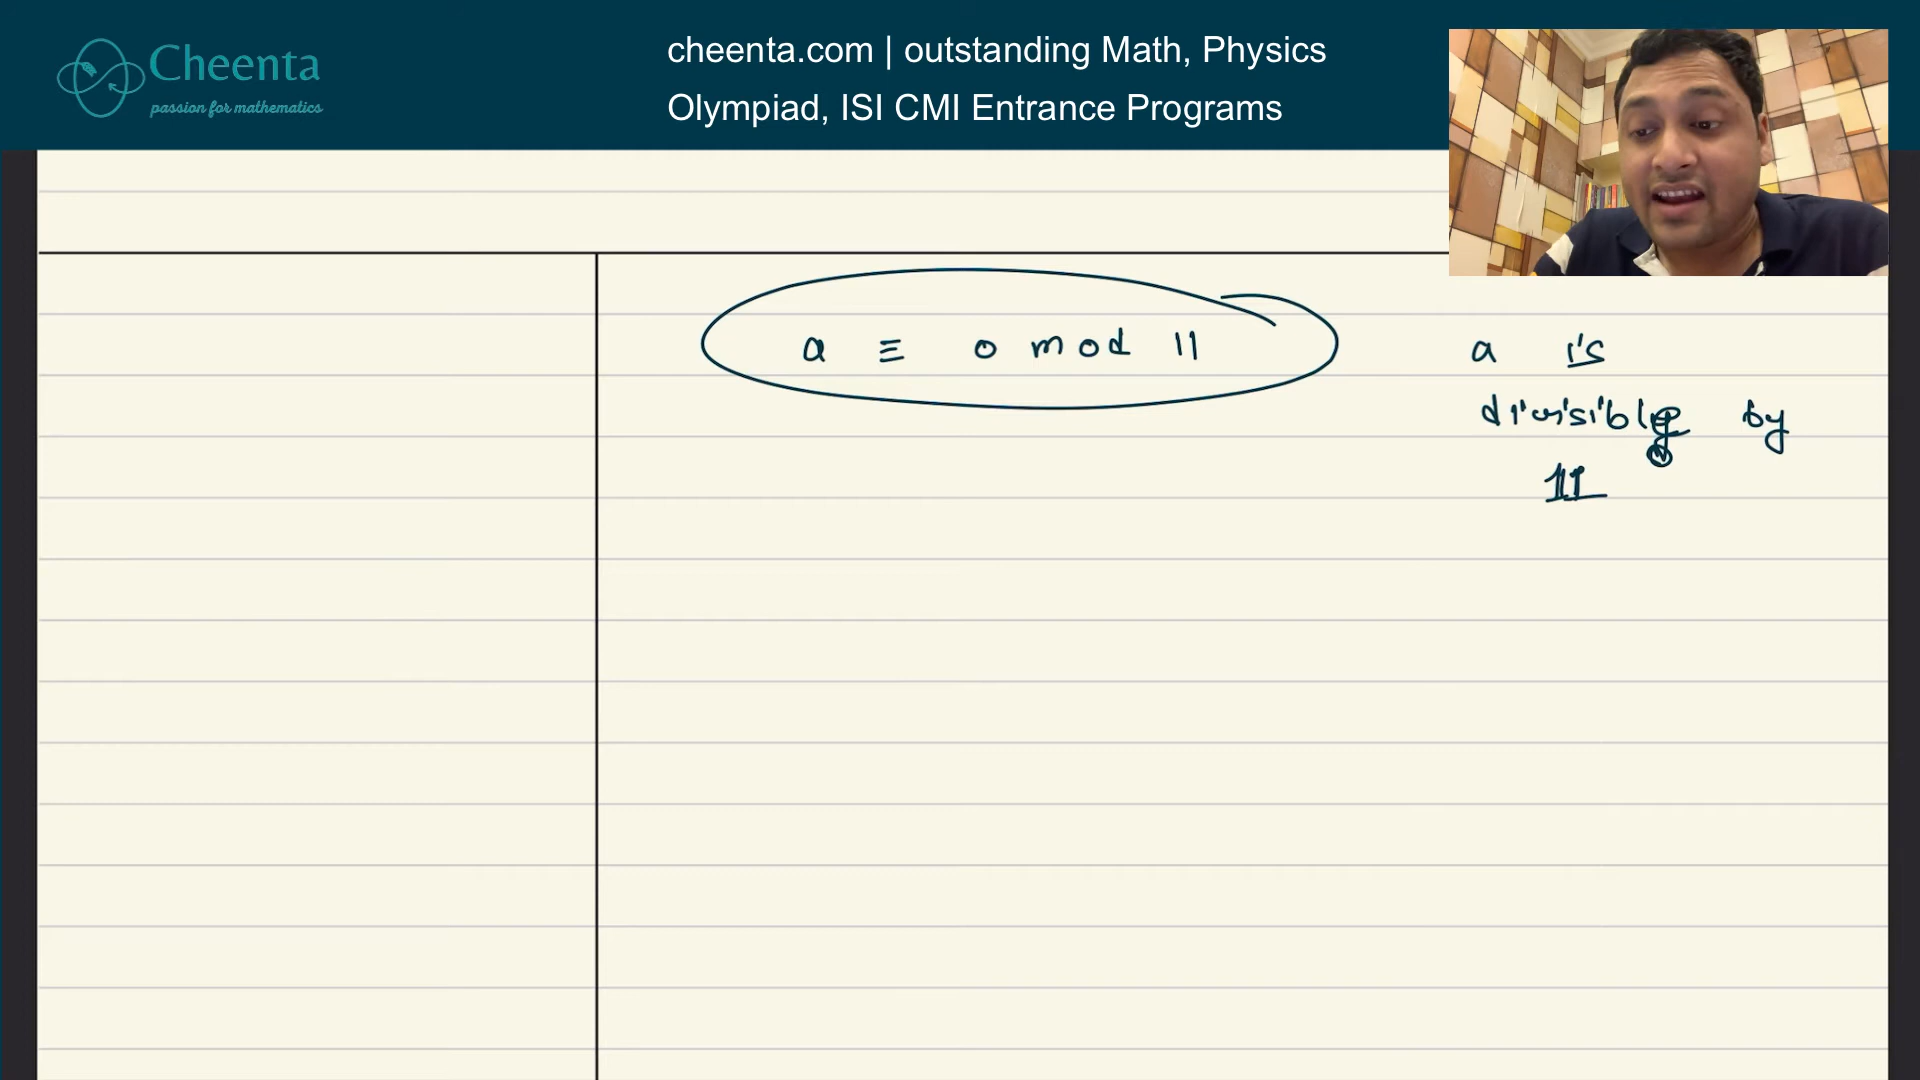 Cheenta
passion for mathematics
cheenta.com | outstanding Math, Physics
Olympiad, ISI CMI Entrance Programs
a ≡ 0 mod 11
a is
divisible by
11